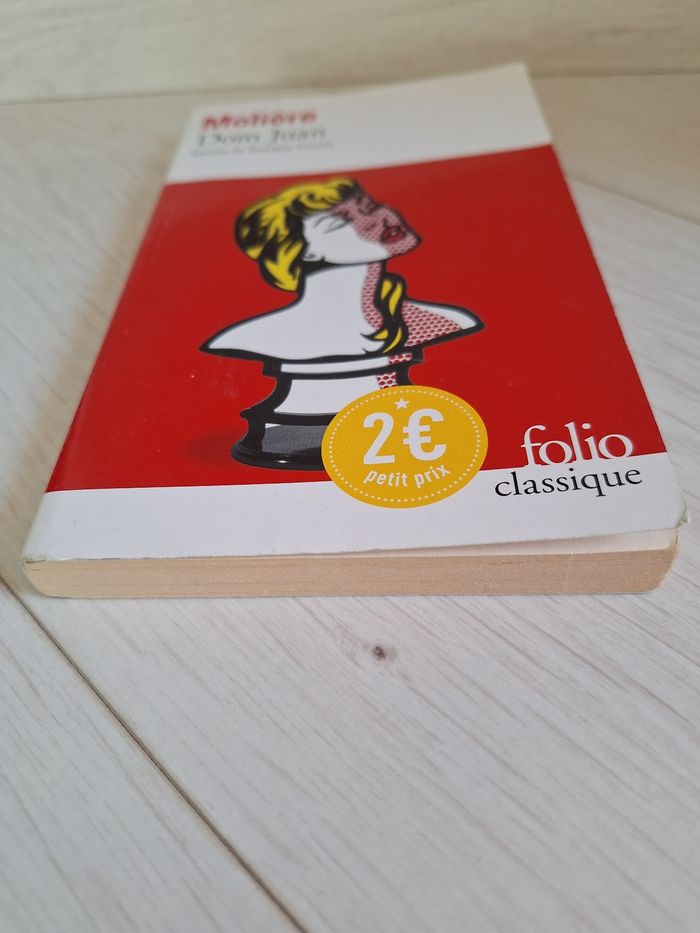 Molière
Dom Juan
2€
petit prix
folio
classique